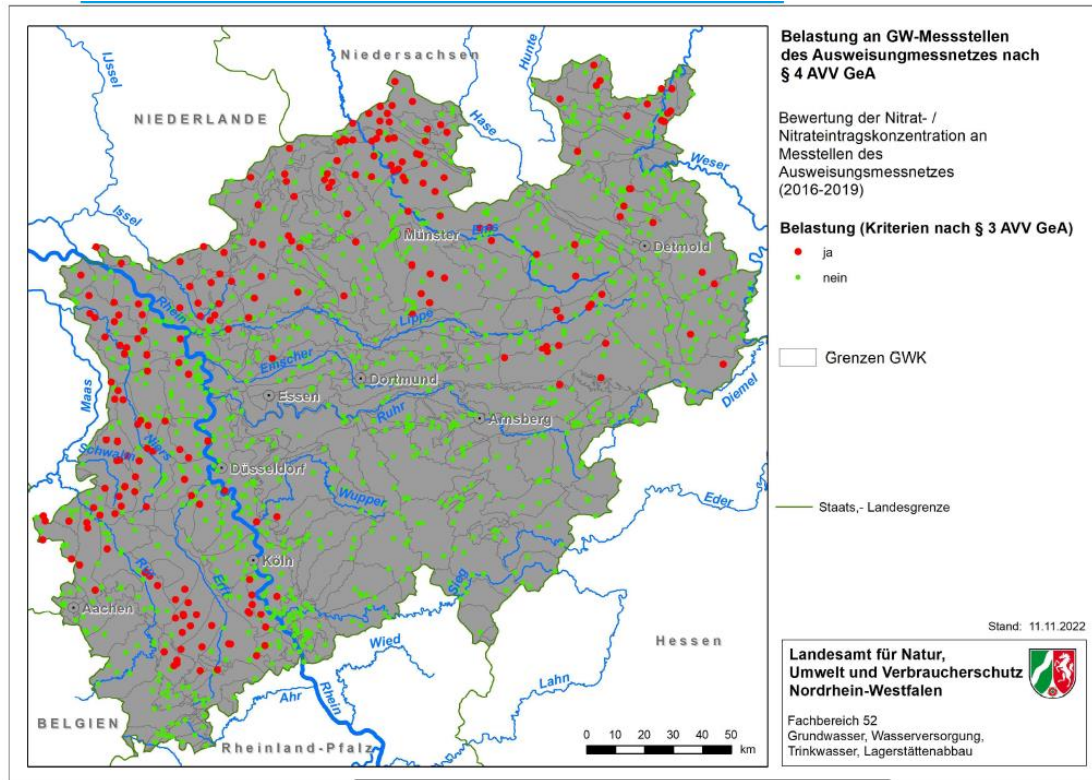 Belastung an GW-Messstellen
des Ausweisungmessnetzes nach
§ 4 AVV GeA
Bewertung der Nitrat- /
Nitrateintragskonzentration an
Messtellen des
Ausweisungsmessnetzes
(2016-2019)
Belastung (Kriterien nach § 3 AVV GeA)
ja
nein
Grenzen GWK
Staats,- Landesgrenze
Stand: 11.11.2022
Landesamt für Natur,
Umwelt und Verbraucherschutz
Nordrhein-Westfalen
Fachbereich 52
Grundwasser, Wasserversorgung,
Trinkwasser, Lagerstättenabbau
Niedersachsen
IJssel
Hunte
NIEDERLANDE
Hase
Weser
Issel
Münster
Ems
Detmold
Rhein
Lippe
Emscher
Dortmund
Maas
Essen
Diemel
Ruhr
Arnsberg
Niers
Schwalm
Düsseldorf
Wupper
Eder
Köln
Rur
Erft
Sieg
Aachen
Wied
Hessen
Lahn
Ahr
Rhein
BELGIEN
Rheinland-Pfalz
0 10 20 30 40 50
km